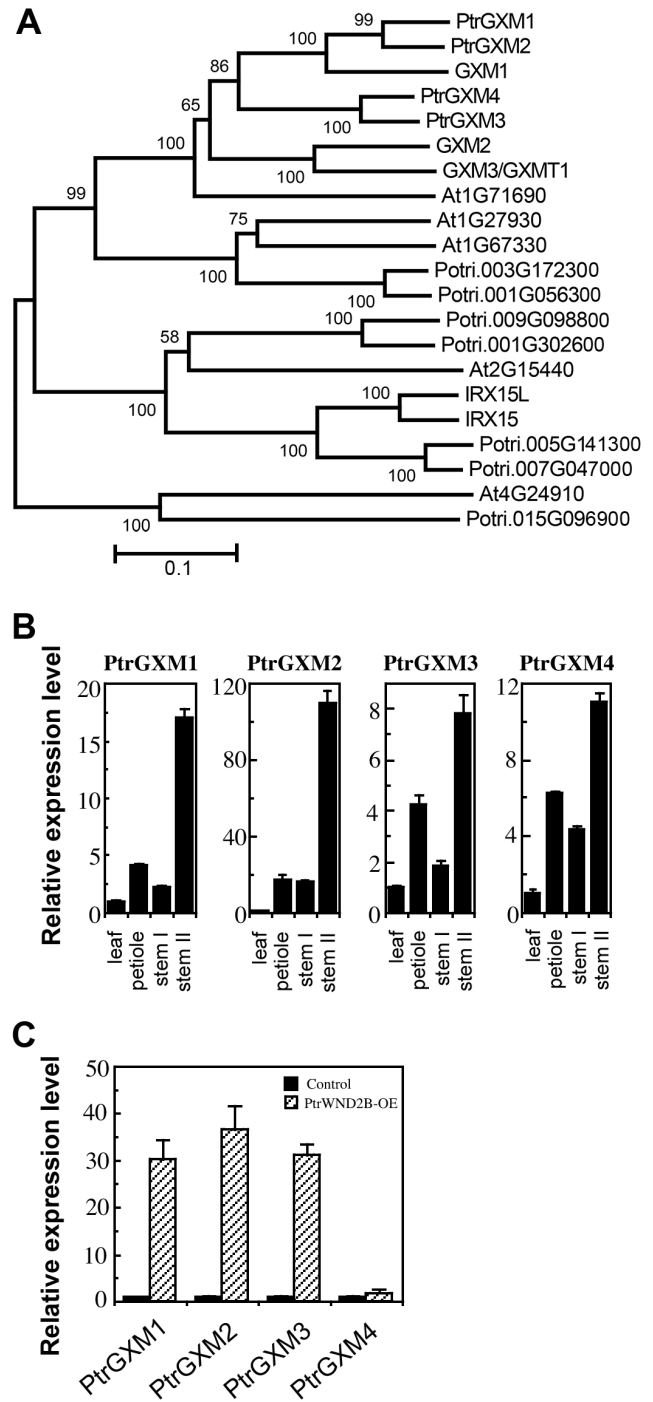 A
99
PtrGXM1
PtrGXM2
100
GXM1
86
PtrGXM4
PtrGXM3
100
65
GXM2
GXM3/GXMT1
100
100
At1G71690
99
75
At1G27930
At1G67330
100
Potri.003G172300
Potri.001G056300
100
100
Potri.009G098800
Potri.001G302600
58
At2G15440
100
100
IRX15L
IRX15
100
Potri.005G141300
Potri.007G047000
100
At4G24910
Potri.015G096900
100
0.1
B
PtrGXM1 PtrGXM2 PtrGXM3 PtrGXM4
Relative expression level
20
15
10
5
0
leaf
petiole
stem I
stem II
120
80
40
0
leaf
petiole
stem I
stem II
8
6
4
2
0
leaf
petiole
stem I
stem II
12
8
4
0
leaf
petiole
stem I
stem II
C
Relative expression level
50
40
30
20
10
0
Control
PtrWND2B-OE
PtrGXM1
PtrGXM2
PtrGXM3
PtrGXM4